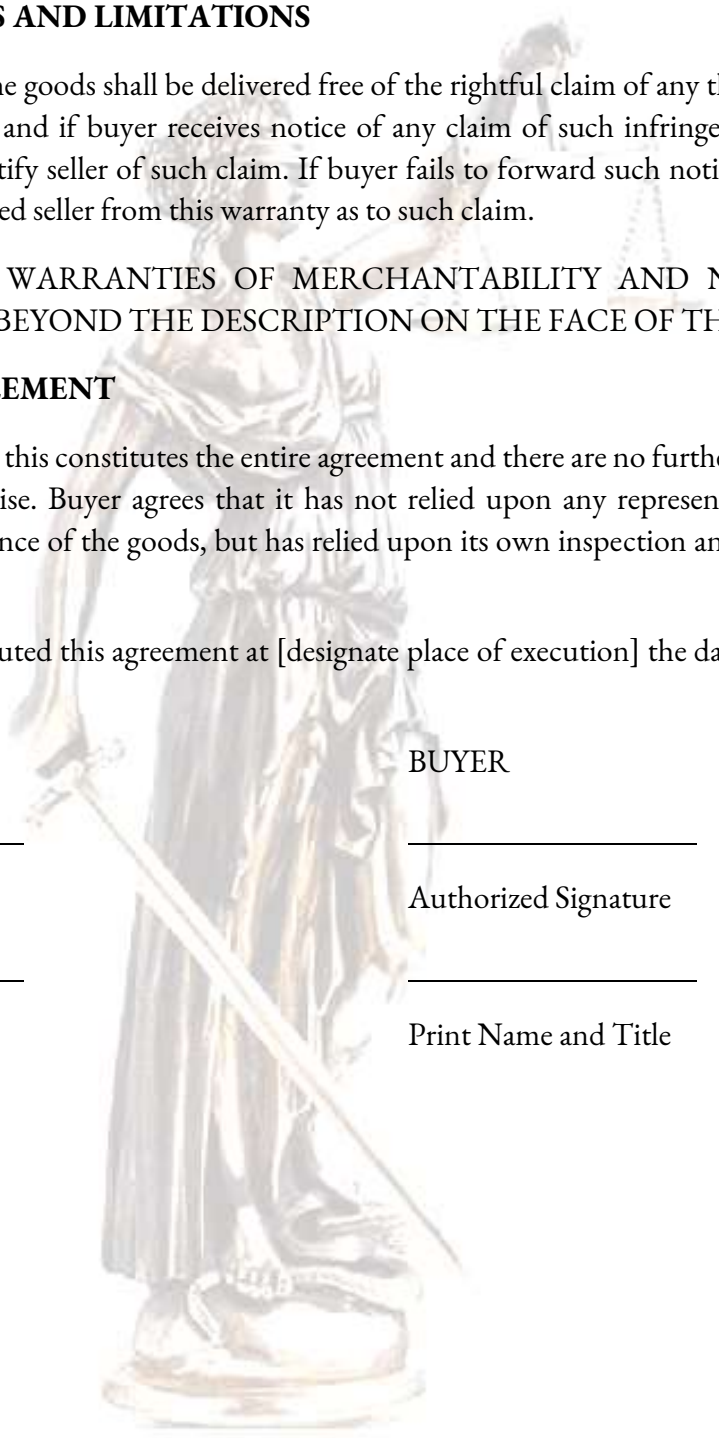 S AND LIMITATIONS
he goods shall be delivered free of the rightful claim of any t
and if buyer receives notice of any claim of such infringe
tify seller of such claim. If buyer fails to forward such noti
ed seller from this warranty as to such claim.
WARRANTIES OF MERCHANTABILITY AND N
BEYOND THE DESCRIPTION ON THE FACE OF TH
EEMENT
this constitutes the entire agreement and there are no furthe
ise. Buyer agrees that it has not relied upon any represen
nce of the goods, but has relied upon its own inspection an
uted this agreement at [designate place of execution] the da
BUYER
Authorized Signature
Print Name and Title